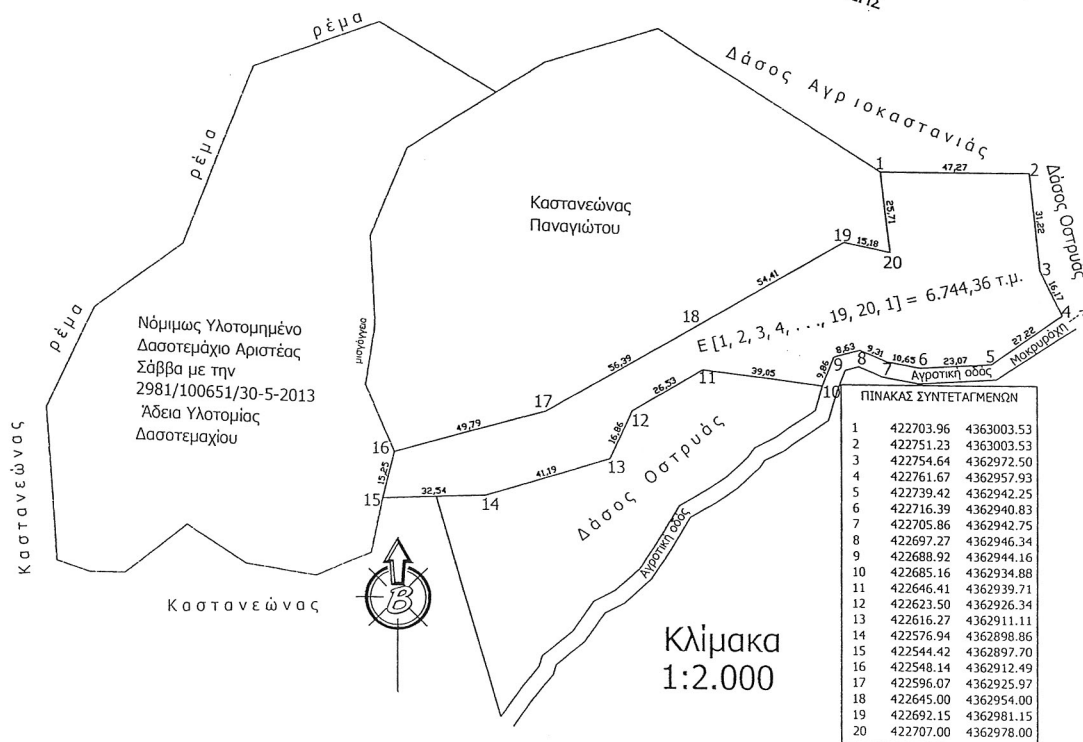 ρέμα
Δάσος Αγριοκαστανιάς
ρέμα
1
47,27
2
Δάσος Οστρυάς
Καστανεώνας
Παναγιώτου
25,71
31,22
19
15,18
20
3
16,17
4
54,41
ρέμα
Νόμιμως Υλοτομημένο
Δασοτεμάχιο Αριστέας
Σάββα με την
2981/100651/30-5-2013
Άδεια Υλοτομίας
Δασοτεμαχίου
18
Ε [1, 2, 3, 4, . . ., 19, 20, 1] = 6.744,36 τ.μ.
27,22
Μακρυράχη
56,39
8,63
9,31
9,86
9
8
7
10,65
6
23,07
5
Αγροτική οδός
11
39,05
10
26,53
17
12
49,79
16
16,86
13
Καστανεώνας
15,25
15
32,54
14
41,19
Δάσος Οστρυάς
Αγροτική οδός
Καστανεώνας
Β
Κλίμακα
1:2.000
ΠΙΝΑΚΑΣ ΣΥΝΤΕΤΑΓΜΕΝΩΝ
1 422703.96 4363003.53
2 422751.23 4363003.53
3 422754.64 4362972.50
4 422761.67 4362957.93
5 422739.42 4362942.25
6 422716.39 4362940.83
7 422705.86 4362942.75
8 422697.27 4362946.34
9 422688.92 4362944.16
10 422685.16 4362934.88
11 422646.41 4362939.71
12 422623.50 4362926.34
13 422616.27 4362911.11
14 422576.94 4362898.86
15 422544.42 4362897.70
16 422548.14 4362912.49
17 422596.07 4362925.97
18 422645.00 4362954.00
19 422692.15 4362981.15
20 422707.00 4362978.00